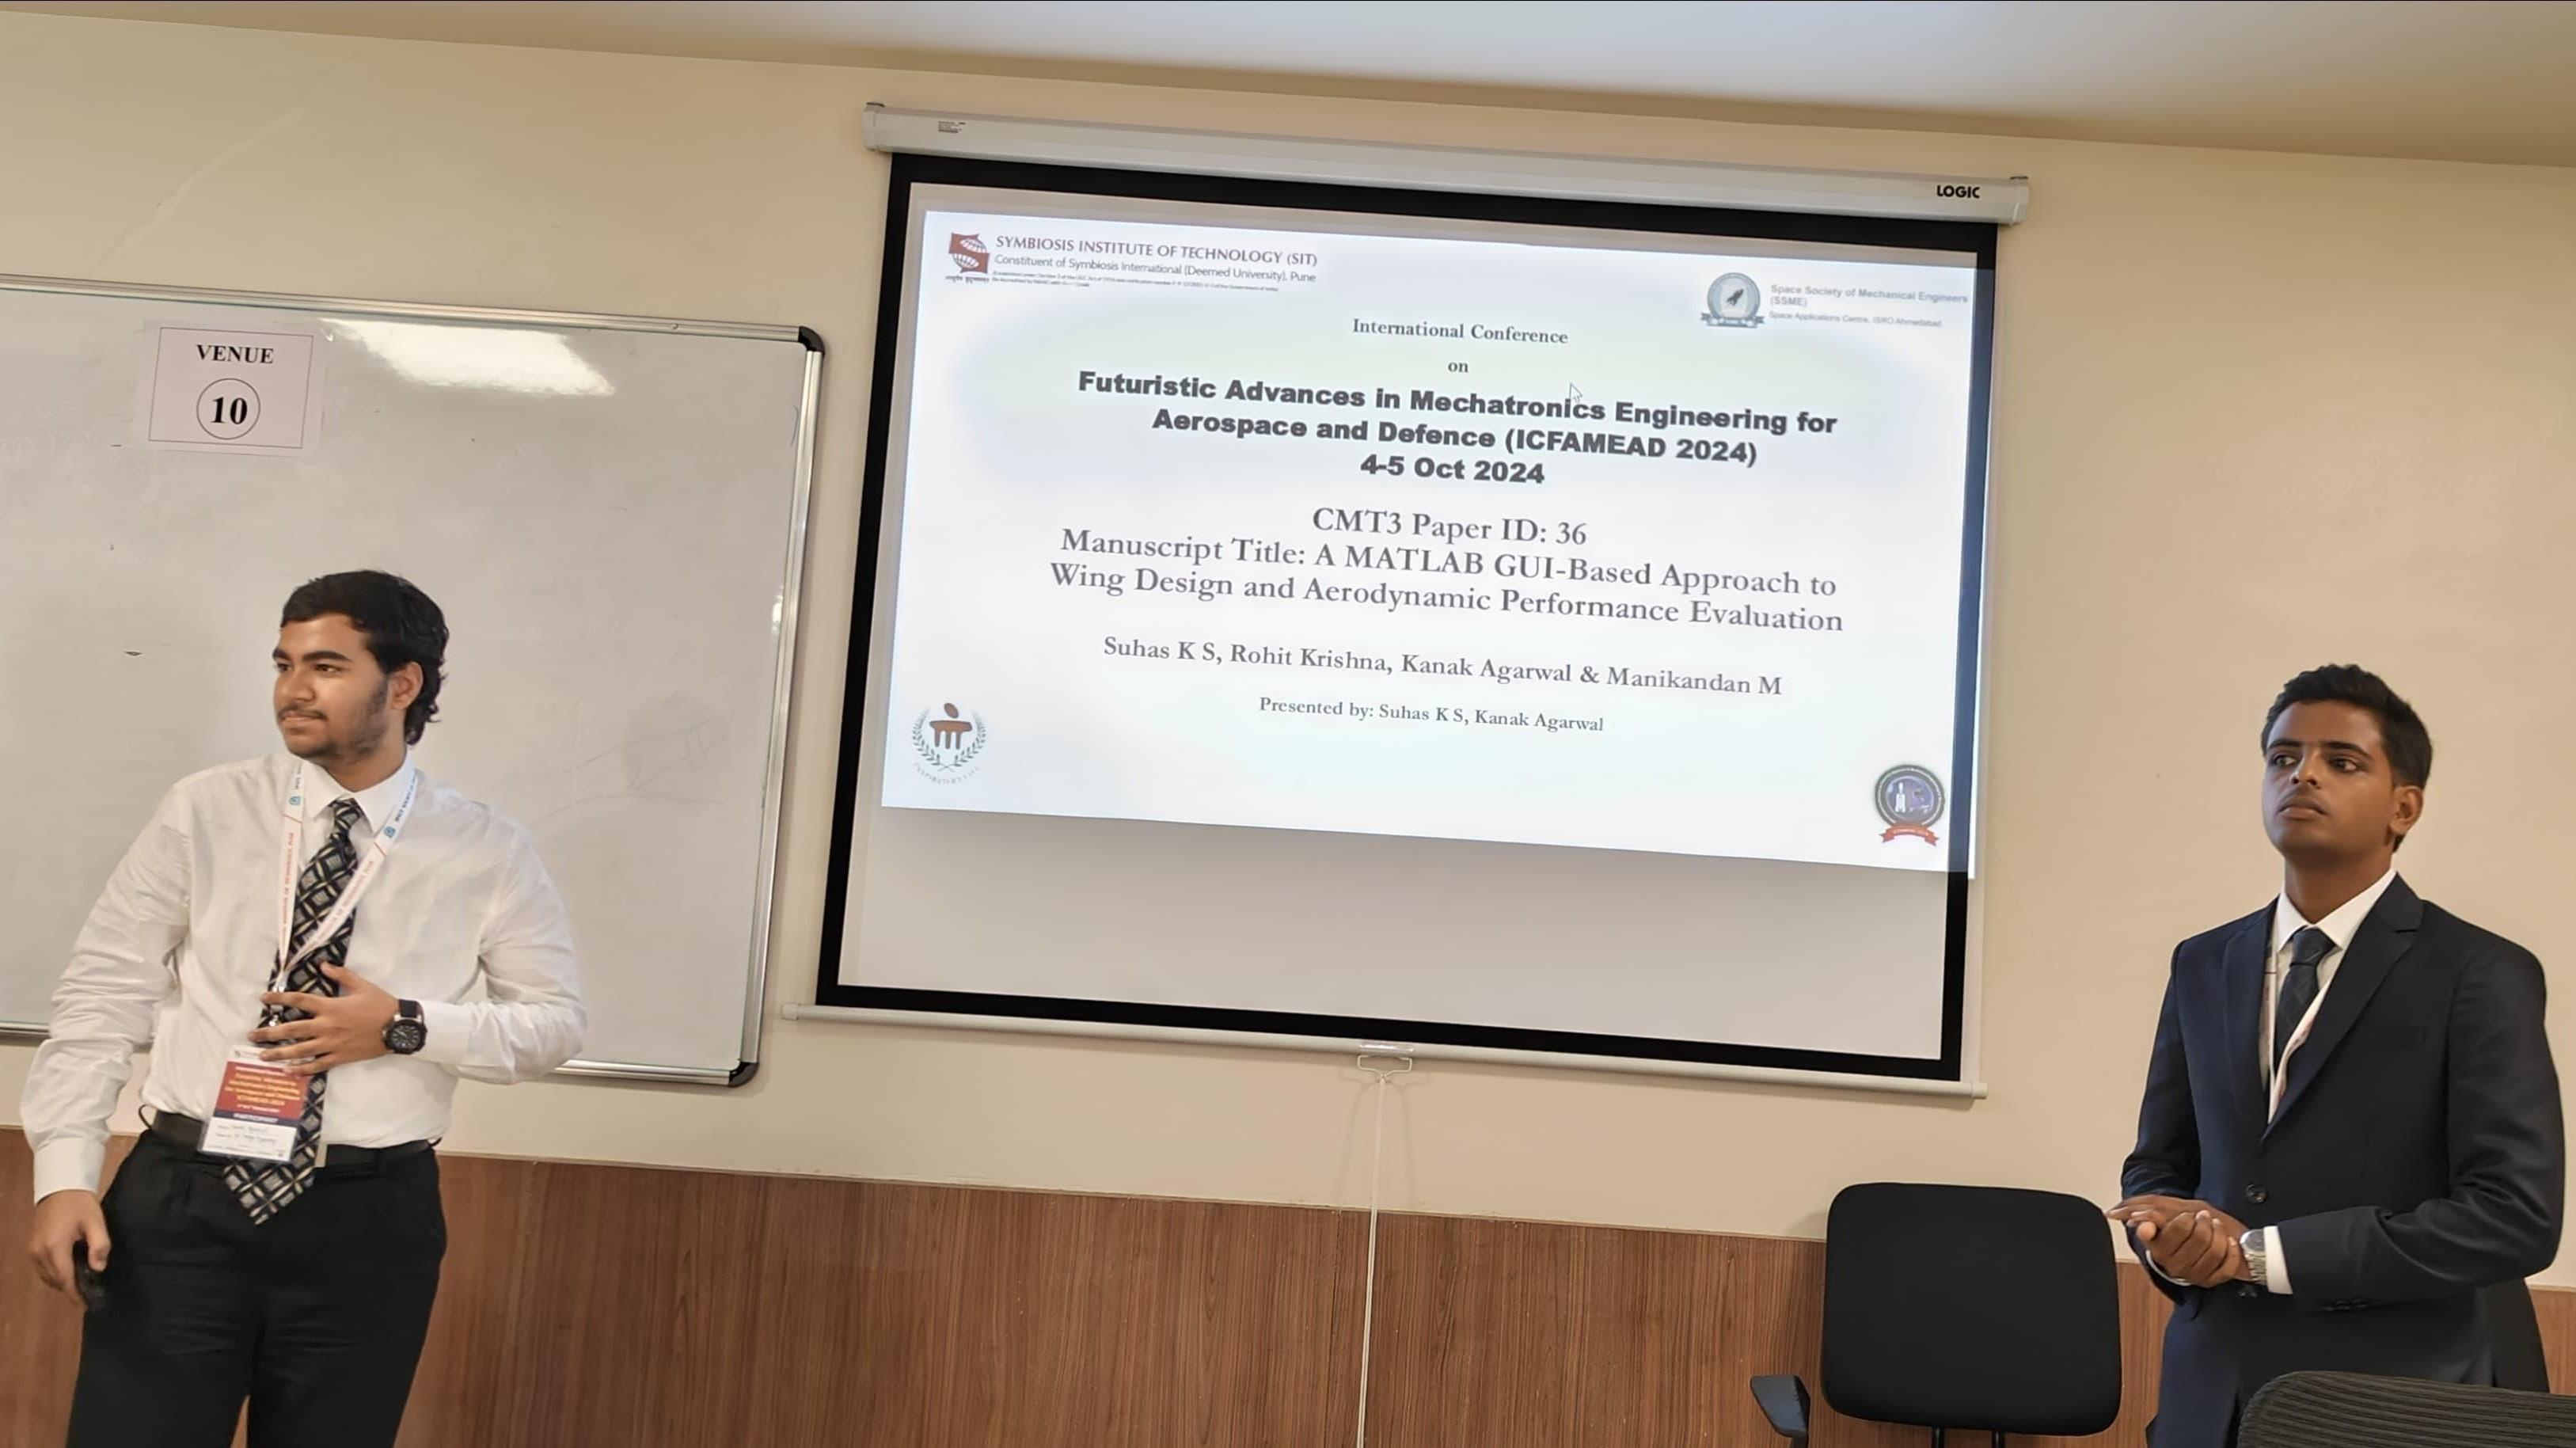 LOGIC
SYMBIOSIS INSTITUTE OF TECHNOLOGY (SIT)
Constituent of Symbiosis International (Deemed University), Pune
Space Society of Mechanical Engineers
(SSME)
Space Applications Centre, ISRO Ahmedabad
International Conference
on
Futuristic Advances in Mechatronics Engineering for
Aerospace and Defence (ICFAMEAD 2024)
4-5 Oct 2024
CMT3 Paper ID: 36
Manuscript Title: A MATLAB GUI-Based Approach to
Wing Design and Aerodynamic Performance Evaluation
Suhas K S, Rohit Krishna, Kanak Agarwal & Manikandan M
Presented by: Suhas K S, Kanak Agarwal
VENUE
10